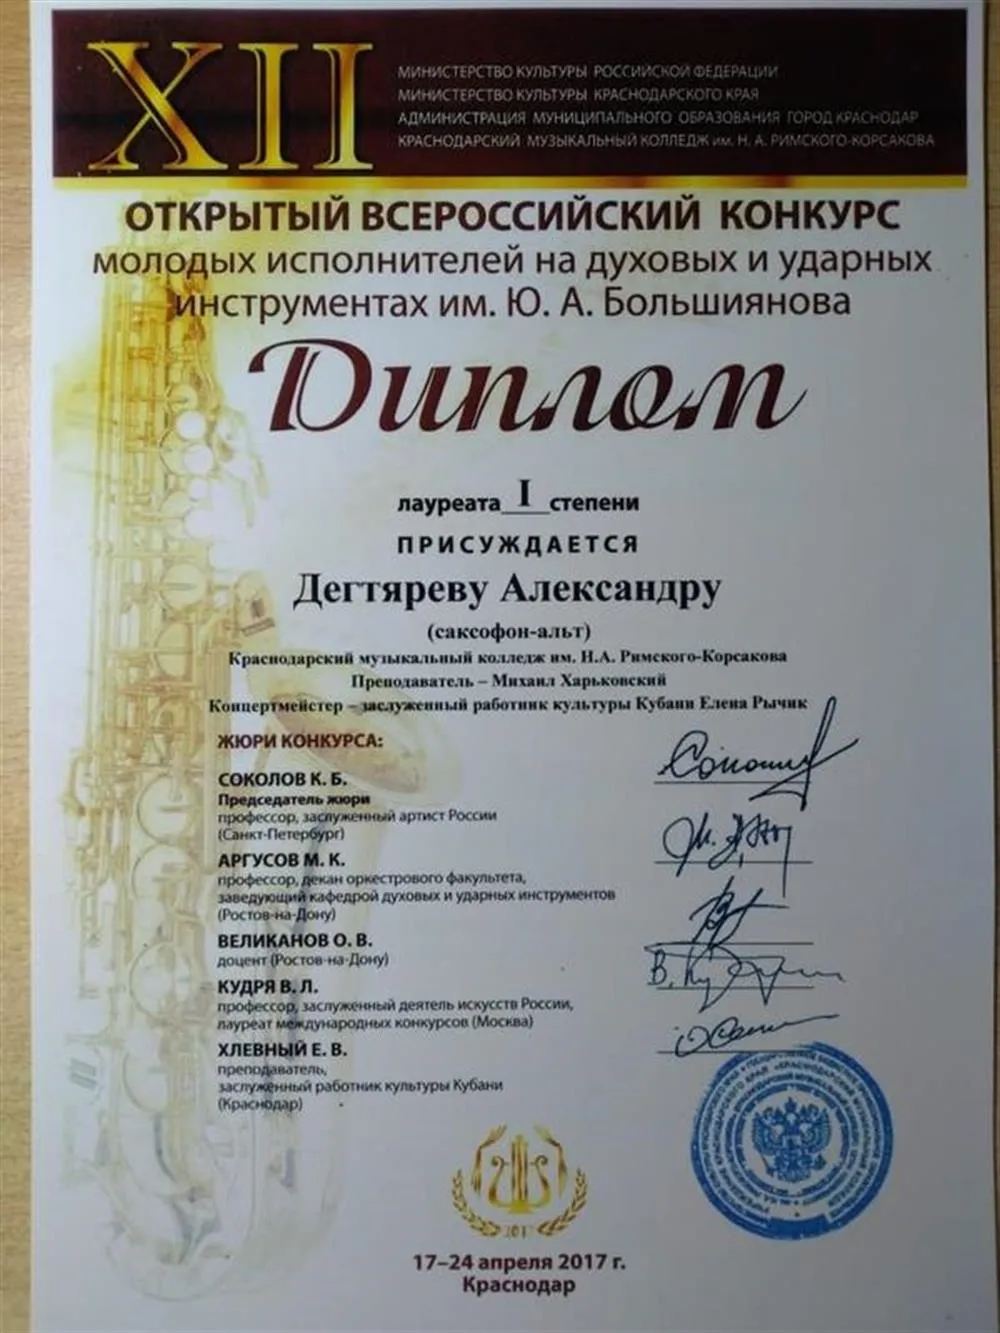 XII
МИНИСТЕРСТВО КУЛЬТУРЫ РОССИЙСКОЙ ФЕДЕРАЦИИ
МИНИСТЕРСТВО КУЛЬТУРЫ КРАСНОДАРСКОГО КРАЯ
АДМИНИСТРАЦИЯ МУНИЦИПАЛЬНОГО ОБРАЗОВАНИЯ ГОРОД КРАСНОДАР
КРАСНОДАРСКИЙ МУЗЫКАЛЬНЫЙ КОЛЛЕДЖ им. Н. А. РИМСКОГО-КОРСАКОВА
ОТКРЫТЫЙ ВСЕРОССИЙСКИЙ КОНКУРС
молодых исполнителей на духовых и ударных
инструментах им. Ю. А. Большиянова
Диплом
лауреата I степени
ПРИСУЖДАЕТСЯ
Дегтяреву Александру
(саксофон-альт)
Краснодарский музыкальный колледж им. Н.А. Римского-Корсакова
Преподаватель – Михаил Харьковский
Концертмейстер – заслуженный работник культуры Кубани Елена Рычик
ЖЮРИ КОНКУРСА:
СОКОЛОВ К. Б.
Председатель жюри
профессор, заслуженный артист России
(Санкт-Петербург)
АРГУСОВ М. К.
профессор, декан оркестрового факультета,
заведующий кафедрой духовых и ударных инструментов
(Ростов-на-Дону)
ВЕЛИКАНОВ О. В.
доцент (Ростов-на-Дону)
КУДРЯ В. Л.
профессор, заслуженный деятель искусств России,
лауреат международных конкурсов (Москва)
ХЛЕВНЫЙ Е. В.
преподаватель,
заслуженный работник культуры Кубани
(Краснодар)
2017
17–24 апреля 2017 г.
Краснодар